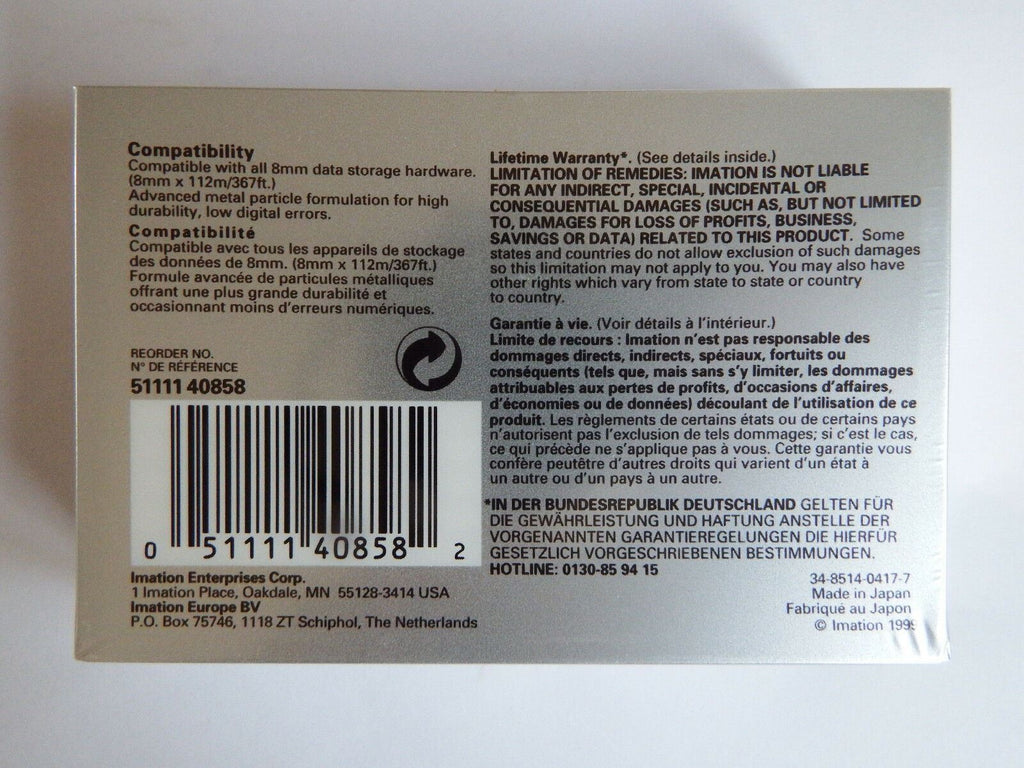 Compatibility
Compatible with all 8mm data storage hardware.
(8mm x 112m/367ft.)
Advanced metal particle formulation for high
durability, low digital errors.
Compatibilité
Compatible avec tous les appareils de stockage
des données de 8mm. (8mm x 112m/367ft.)
Formule avancée de particules métalliques
offrant une plus grande durabilité et
occasionnant moins d'erreurs numériques.
REORDER NO.
N° DE RÉFÉRENCE
51111 40858
0 51111 40858 2
Imation Enterprises Corp.
1 Imation Place, Oakdale, MN 55128-3414 USA
Imation Europe BV
P.O. Box 75746, 1118 ZT Schiphol, The Netherlands
Lifetime Warranty*. (See details inside.)
LIMITATION OF REMEDIES: IMATION IS NOT LIABLE
FOR ANY INDIRECT, SPECIAL, INCIDENTAL OR
CONSEQUENTIAL DAMAGES (SUCH AS, BUT NOT LIMITED
TO, DAMAGES FOR LOSS OF PROFITS, BUSINESS,
SAVINGS OR DATA) RELATED TO THIS PRODUCT. Some
states and countries do not allow exclusion of such damages
so this limitation may not apply to you. You may also have
other rights which vary from state to state or country
to country.
Garantie à vie. (Voir détails à l'intérieur.)
Limite de recours : Imation n'est pas responsable des
dommages directs, indirects, spéciaux, fortuits ou
conséquents (tels que, mais sans s'y limiter, les dommages
attribuables aux pertes de profits, d'occasions d'affaires,
d'économies ou de données) découlant de l'utilisation de ce
produit. Les règlements de certains états ou de certains pays
n'autorisent pas l'exclusion de tels dommages; si c'est le cas,
ce qui précède ne s'applique pas à vous. Cette garantie vous
confère peutêtre d'autres droits qui varient d'un état à
un autre ou d'un pays à un autre.
*IN DER BUNDESREPUBLIK DEUTSCHLAND GELTEN FÜR
DIE GEWÄHRLEISTUNG UND HAFTUNG ANSTELLE DER
VORGENANNTEN GARANTIEREGELUNGEN DIE HIERFÜR
GESETZLICH VORGESCHRIEBENEN BESTIMMUNGEN.
HOTLINE: 0130-85 94 15
34-8514-0417-7
Made in Japan
Fabriqué au Japon
© Imation